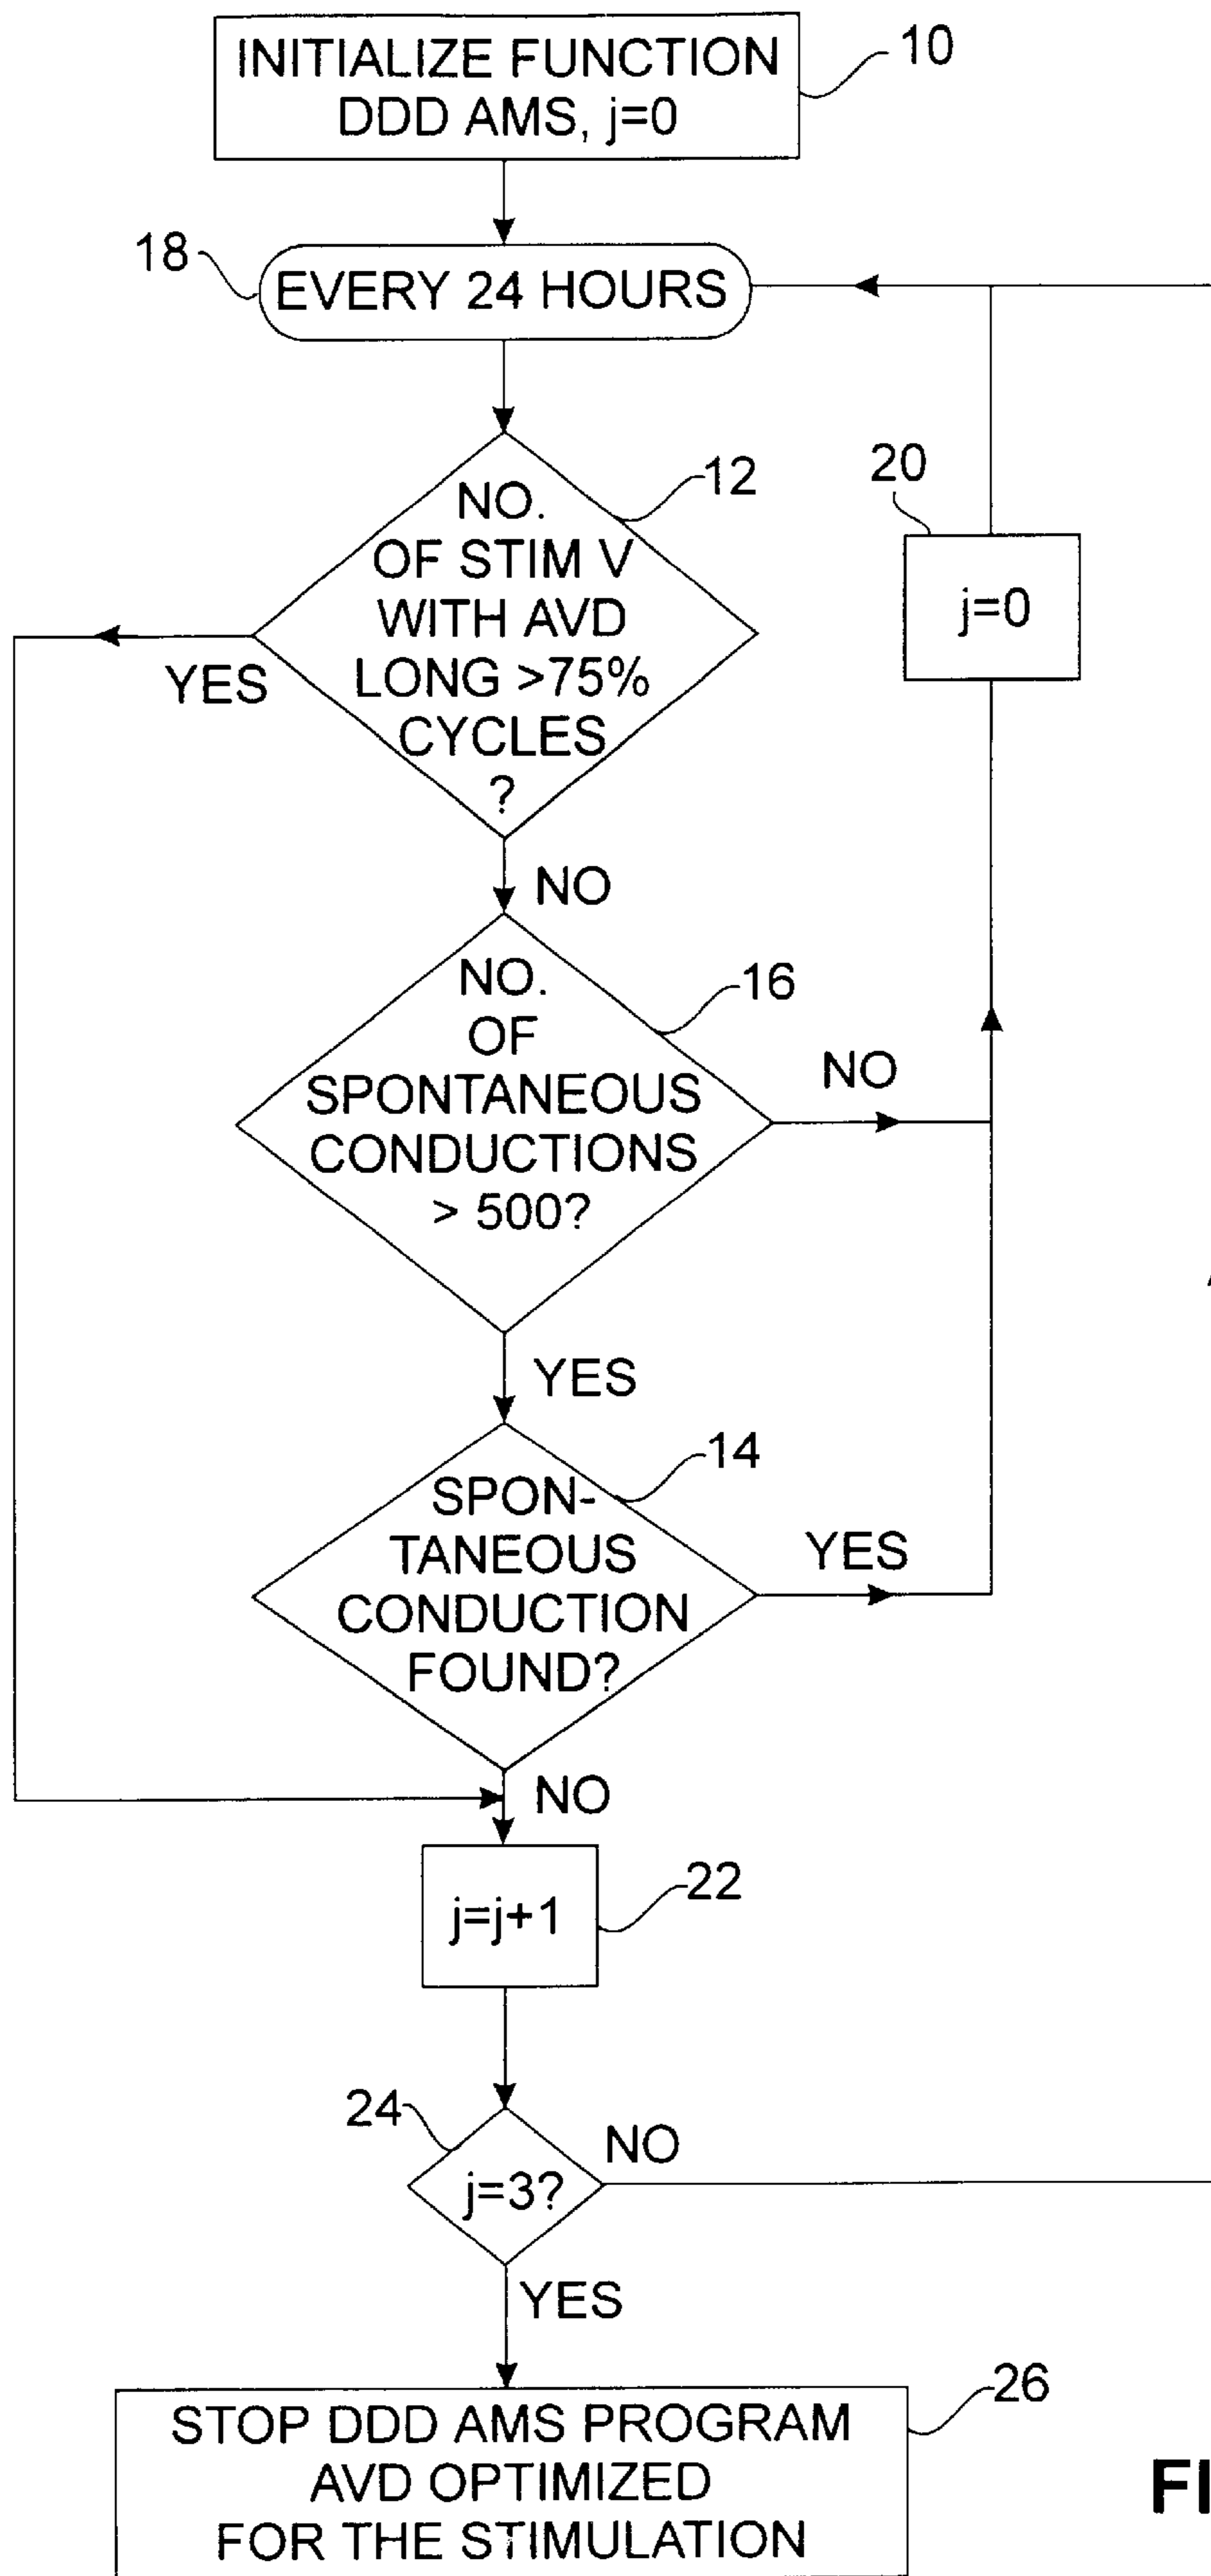 INITIALIZE FUNCTION
DDD AMS, j=0
10
18
EVERY 24 HOURS
12
NO.
OF STIM V
WITH AVD
LONG >75%
CYCLES
?
YES
20
j=0
NO
16
NO.
OF
SPONTANEOUS
CONDUCTIONS
> 500?
NO
YES
14
SPON-
TANEOUS
CONDUCTION
FOUND?
YES
NO
22
j=j+1
24
j=3?
NO
YES
26
STOP DDD AMS PROGRAM
AVD OPTIMIZED
FOR THE STIMULATION